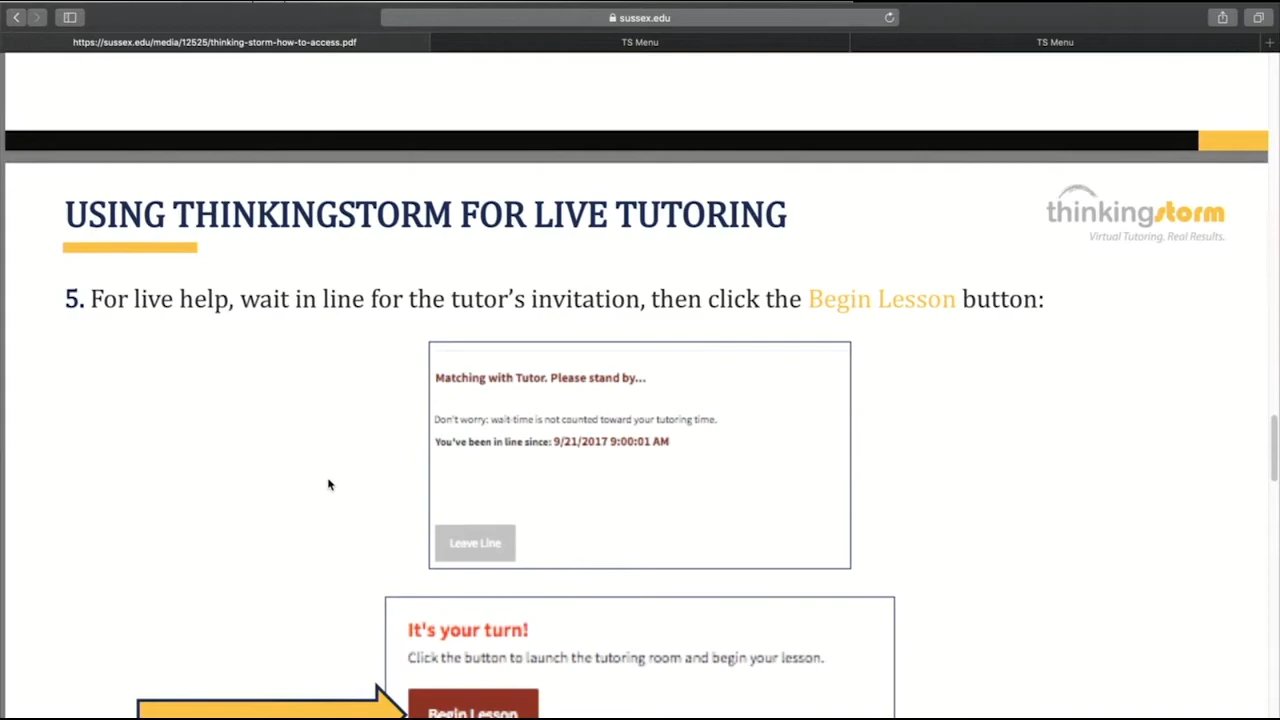 sussex.edu
https://sussex.edu/media/12525/thinking-storm-how-to-access.pdf
TS Menu
TS Menu
USING THINKINGSTORM FOR LIVE TUTORING
thinkingstorm
Virtual Tutoring, Real Results.
5. For live help, wait in line for the tutor’s invitation, then click the Begin Lesson button:
Matching with Tutor. Please stand by...
Don't worry: wait-time is not counted toward your tutoring time.
You've been in line since: 9/21/2017 9:00:01 AM
Leave Line
It's your turn!
Click the button to launch the tutoring room and begin your lesson.
Begin Lesson